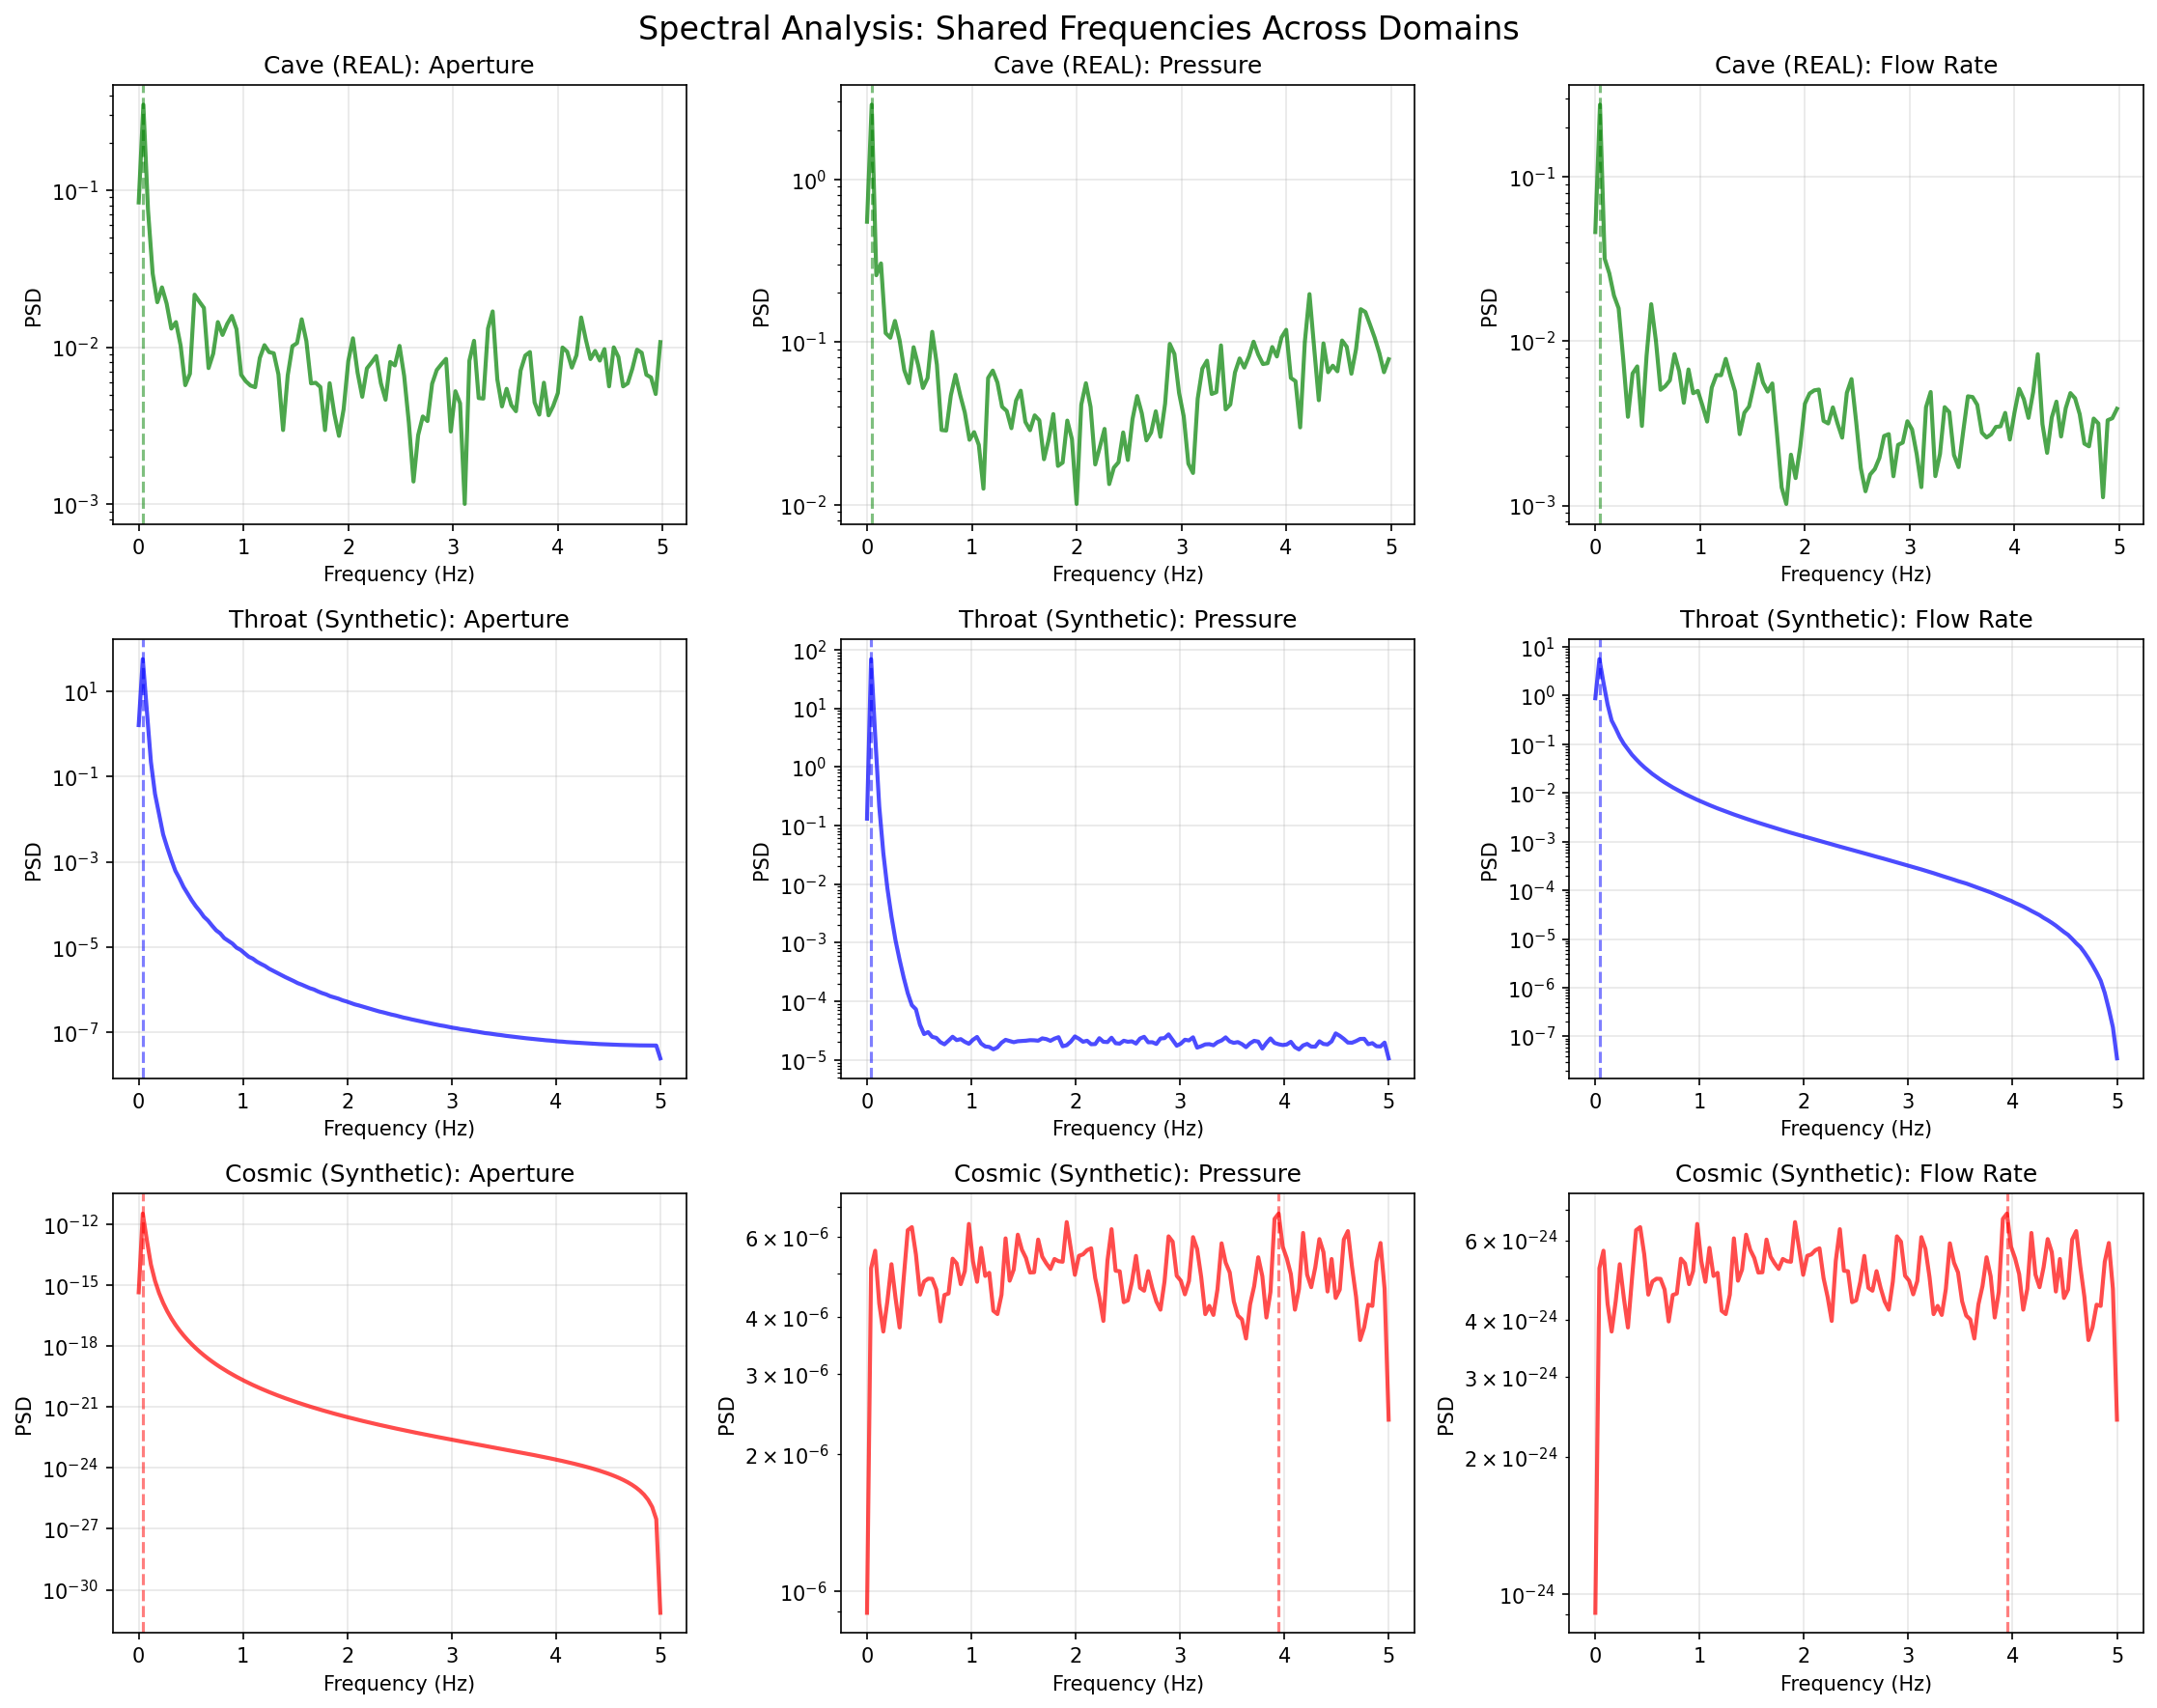 Spectral Analysis: Shared Frequencies Across Domains
Cave (REAL): Aperture
PSD
10⁻¹
10⁻²
10⁻³
0 1 2 3 4 5
Frequency (Hz)
Cave (REAL): Pressure
PSD
10⁰
10⁻¹
10⁻²
0 1 2 3 4 5
Frequency (Hz)
Cave (REAL): Flow Rate
PSD
10⁻¹
10⁻²
10⁻³
0 1 2 3 4 5
Frequency (Hz)
Throat (Synthetic): Aperture
PSD
10¹
10⁻¹
10⁻³
10⁻⁵
10⁻⁷
0 1 2 3 4 5
Frequency (Hz)
Throat (Synthetic): Pressure
PSD
10²
10¹
10⁰
10⁻¹
10⁻²
10⁻³
10⁻⁴
10⁻⁵
0 1 2 3 4 5
Frequency (Hz)
Throat (Synthetic): Flow Rate
PSD
10¹
10⁰
10⁻¹
10⁻²
10⁻³
10⁻⁴
10⁻⁵
10⁻⁶
10⁻⁷
0 1 2 3 4 5
Frequency (Hz)
Cosmic (Synthetic): Aperture
PSD
10⁻¹²
10⁻¹⁵
10⁻¹⁸
10⁻²¹
10⁻²⁴
10⁻²⁷
10⁻³⁰
0 1 2 3 4 5
Frequency (Hz)
Cosmic (Synthetic): Pressure
PSD
6 × 10⁻⁶
4 × 10⁻⁶
3 × 10⁻⁶
2 × 10⁻⁶
10⁻⁶
0 1 2 3 4 5
Frequency (Hz)
Cosmic (Synthetic): Flow Rate
PSD
6 × 10⁻²⁴
4 × 10⁻²⁴
3 × 10⁻²⁴
2 × 10⁻²⁴
10⁻²⁴
0 1 2 3 4 5
Frequency (Hz)